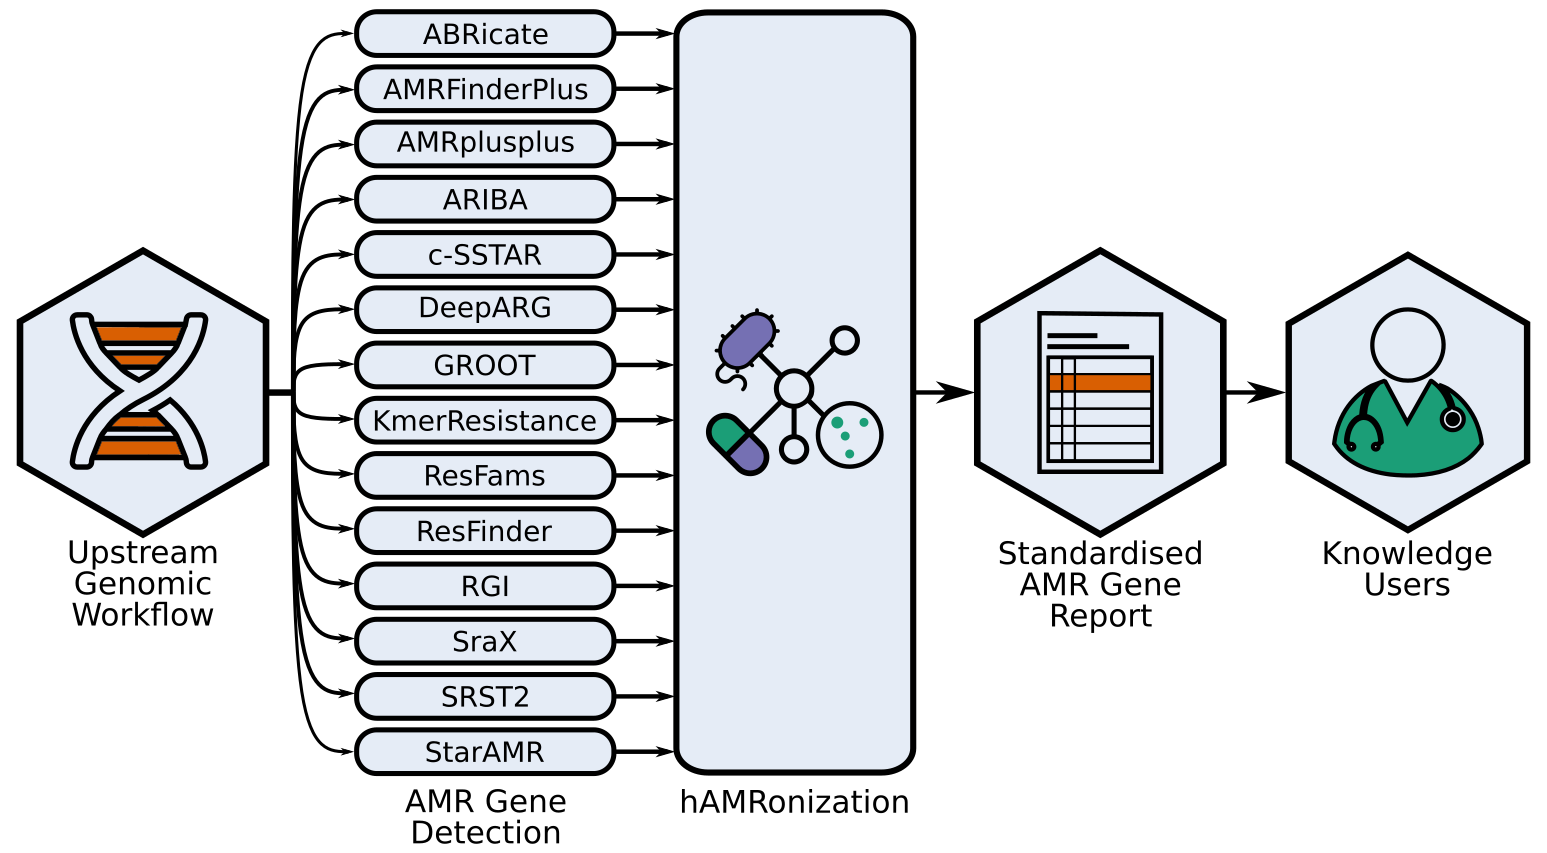 ABRicate
AMRFinderPlus
AMRplusplus
ARIBA
c-SSTAR
DeepARG
GROOT
KmerResistance
ResFams
ResFinder
RGI
SraX
SRST2
StarAMR
Upstream
Genomic
Workflow
AMR Gene
Detection
hAMRonization
Standardised
AMR Gene
Report
Knowledge
Users